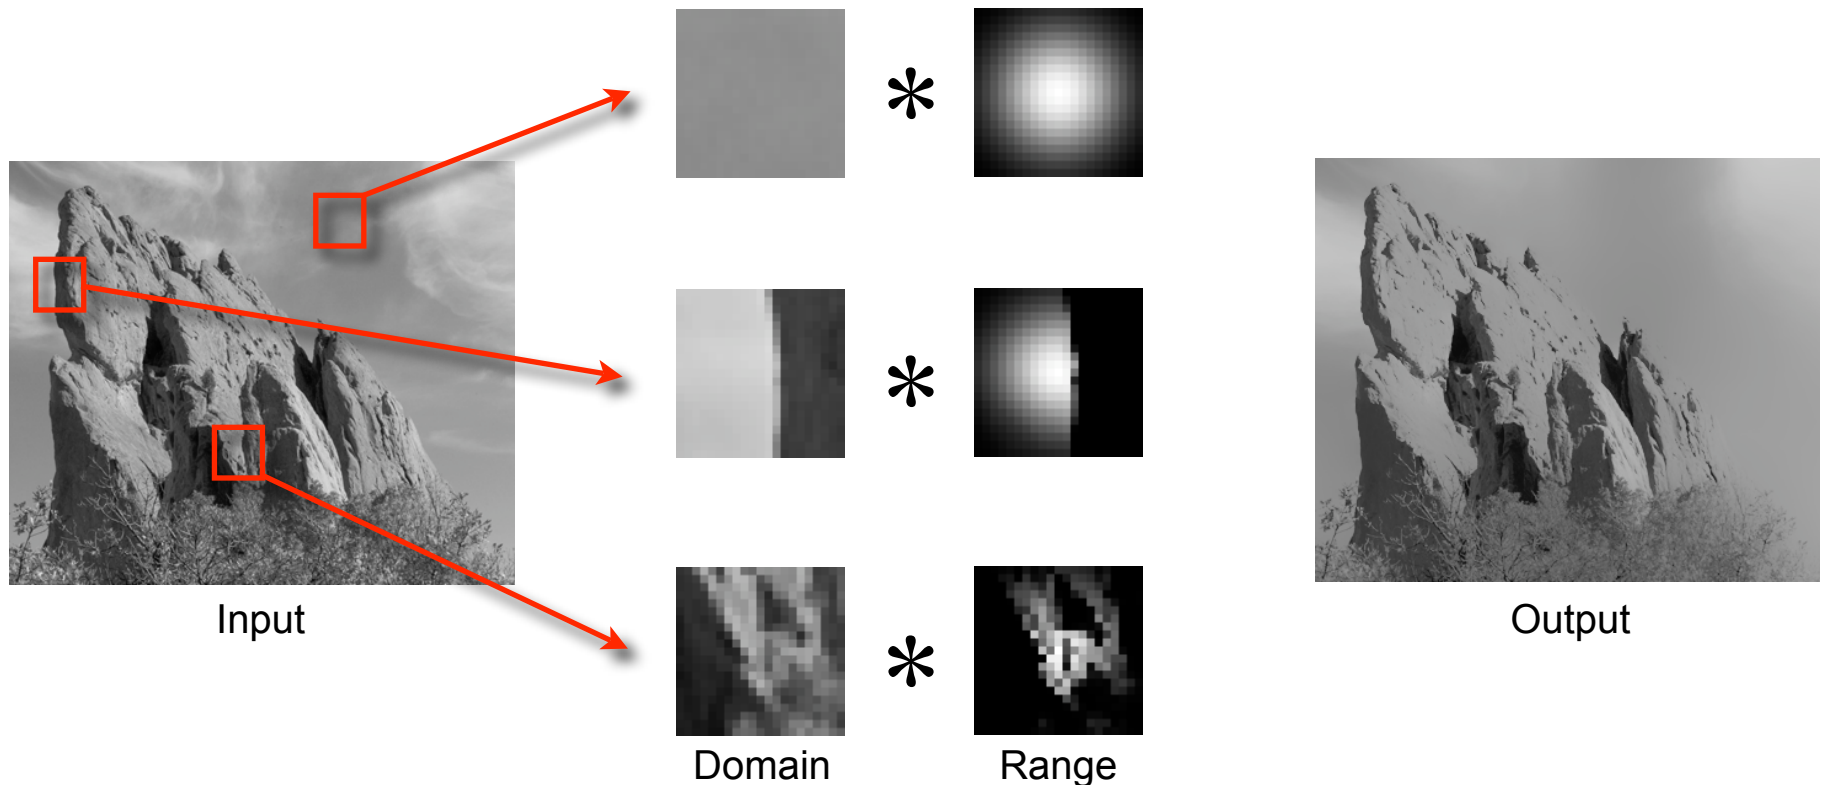 *
*
Input
Output
*
Domain
Range